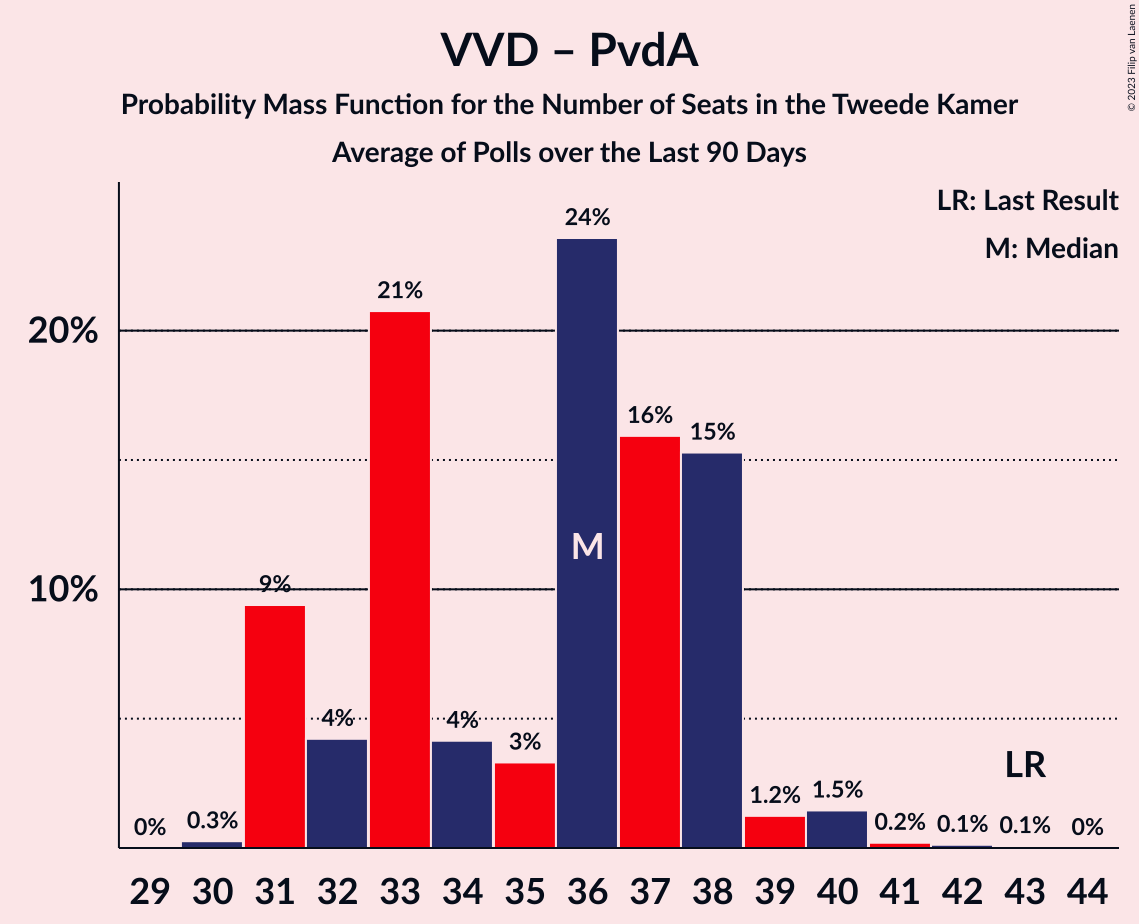 VVD – PvdA
Probability Mass Function for the Number of Seats in the Tweede Kamer
Average of Polls over the Last 90 Days
© 2023 Filip van Laenen
LR: Last Result
M: Median
20%
10%
0%
0.3%
9%
4%
21%
4%
3%
24%
16%
15%
1.2%
1.5%
0.2%
0.1%
0.1%
0%
M
LR
29 30 31 32 33 34 35 36 37 38 39 40 41 42 43 44